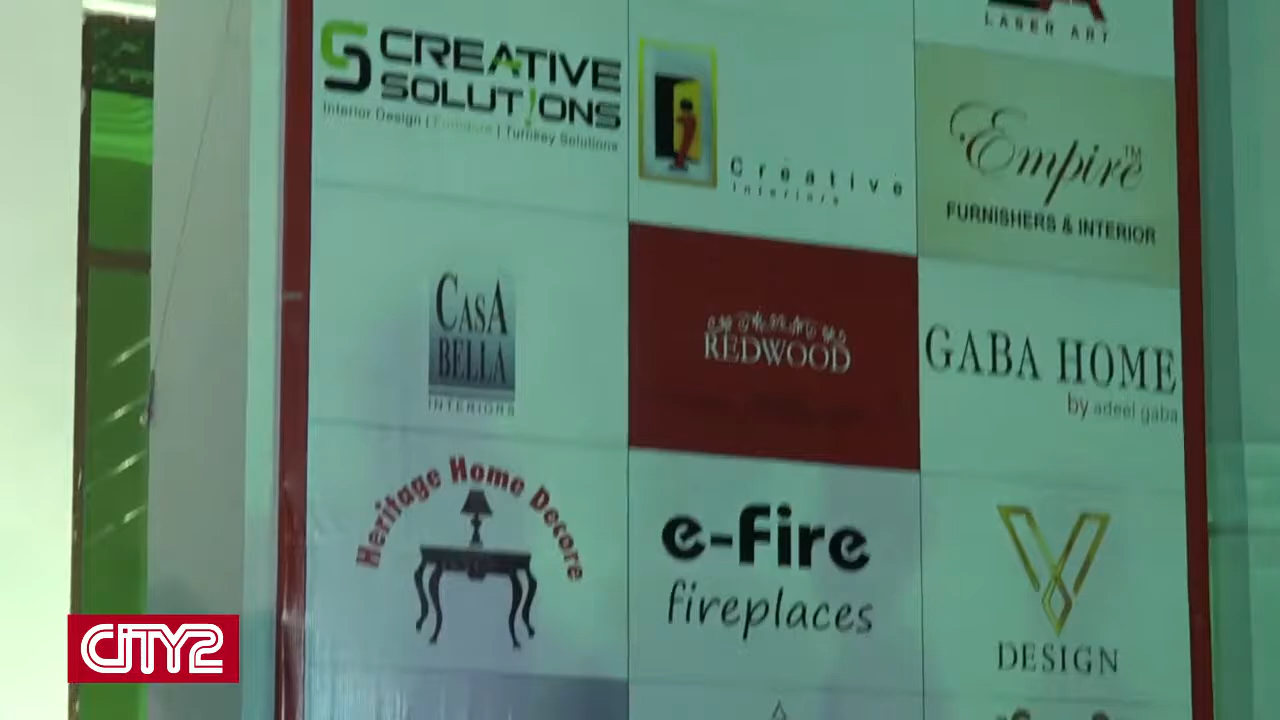 CREATIVE
SOLUTIONS
Interior Design | Furniture | Turnkey Solutions
Creative
Interiors
LASER ART
Empire™
FURNISHERS & INTERIOR
CASA
BELLA
INTERIORS
REDWOOD
GABA HOME
by adeel gaba
Heritage Home Decore
e-fire
fireplaces
V
DESIGN
CITY2